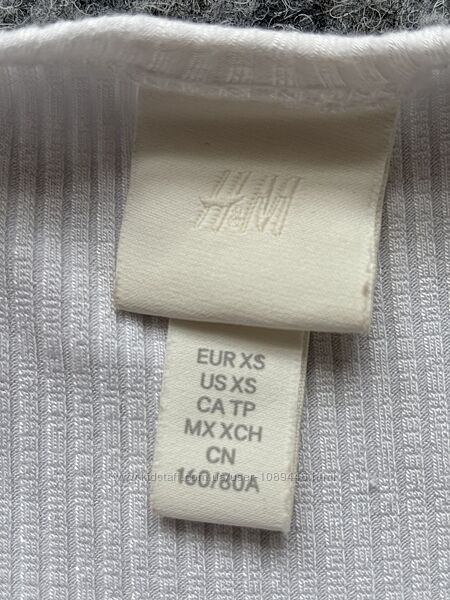 H&M
EUR XS
US XS
CA TP
MX XCH
CN
160/80A